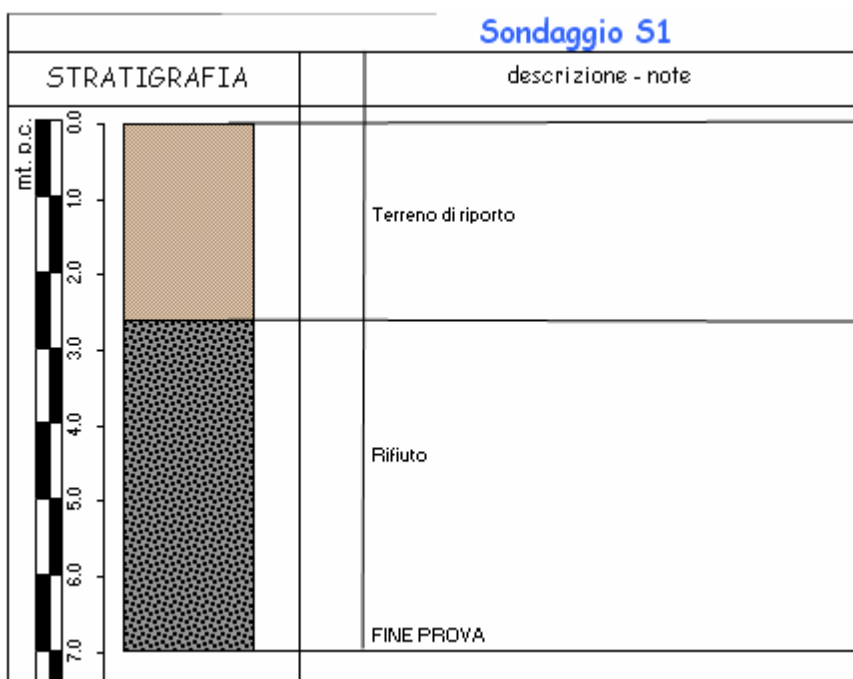 Sondaggio S1
STRATIGRAFIA
descrizione - note
mt. p.c.
0.0
1.0
Terreno di riporto
2.0
3.0
4.0
Rifiuto
5.0
6.0
FINE PROVA
7.0